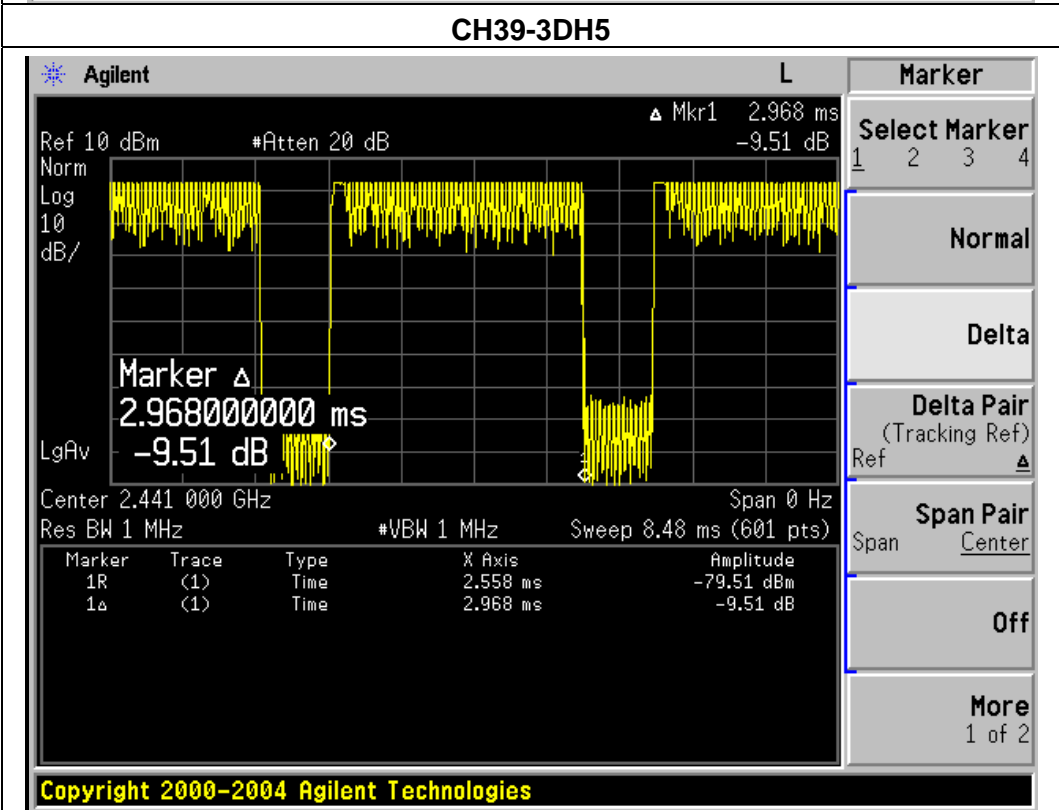 CH39-3DH5
Agilent L Marker
Δ Mkr1 2.968 ms
Ref 10 dBm #Atten 20 dB -9.51 dB
Norm
Log
10
dB/
Marker Δ
2.968000000 ms
-9.51 dB
LgAv
1
Center 2.441 000 GHz Span 0 Hz
Res BW 1 MHz #VBW 1 MHz Sweep 8.48 ms (601 pts)
Marker Trace Type X Axis Amplitude
1R (1) Time 2.558 ms -79.51 dBm
1Δ (1) Time 2.968 ms -9.51 dB
Select Marker
1 2 3 4
Normal
Delta
Delta Pair
(Tracking Ref)
Ref Δ
Span Pair
Span Center
Off
More
1 of 2
Copyright 2000-2004 Agilent Technologies